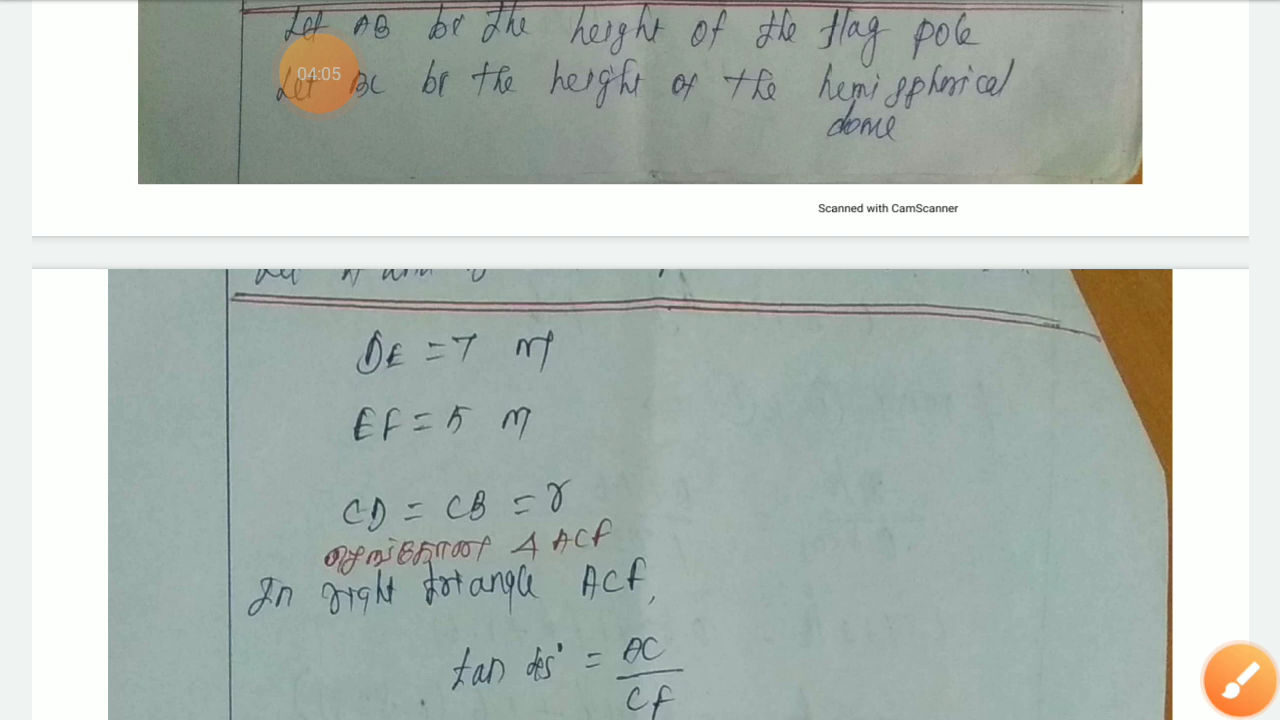 Let AB be the height of the flag pole
04:05
Let BC be the height of the hemispherical
dome
Scanned with CamScanner
DE = 7 m
EF = 5 m
CD = CB = r
செங்கோண Δ ACF
In right triangle ACF,
tan 45° = AC
CF